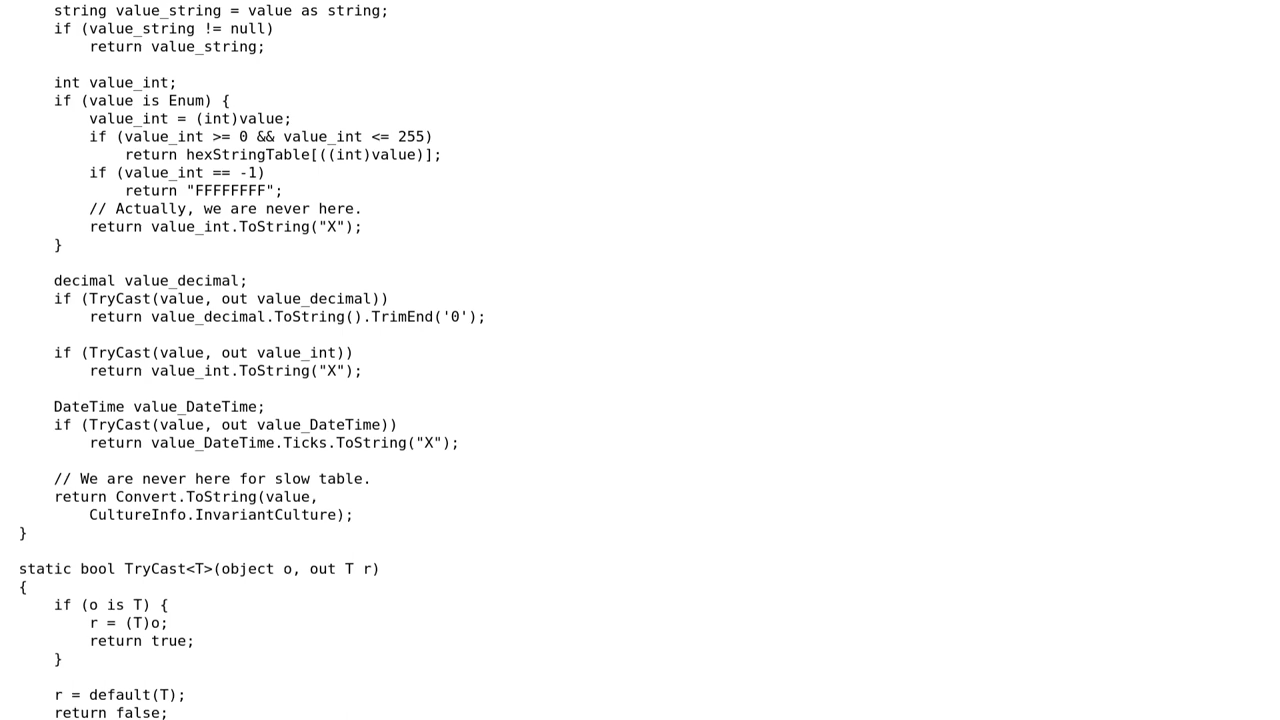 string value_string = value as string;
if (value_string != null)
return value_string;
int value_int;
if (value is Enum) {
value_int = (int)value;
if (value_int >= 0 && value_int <= 255)
return hexStringTable[((int)value)];
if (value_int == -1)
return "FFFFFFFF";
// Actually, we are never here.
return value_int.ToString("X");
}
decimal value_decimal;
if (TryCast(value, out value_decimal))
return value_decimal.ToString().TrimEnd('0');
if (TryCast(value, out value_int))
return value_int.ToString("X");
DateTime value_DateTime;
if (TryCast(value, out value_DateTime))
return value_DateTime.Ticks.ToString("X");
// We are never here for slow table.
return Convert.ToString(value,
CultureInfo.InvariantCulture);
}
static bool TryCast<T>(object o, out T r)
{
if (o is T) {
r = (T)o;
return true;
}
r = default(T);
return false;